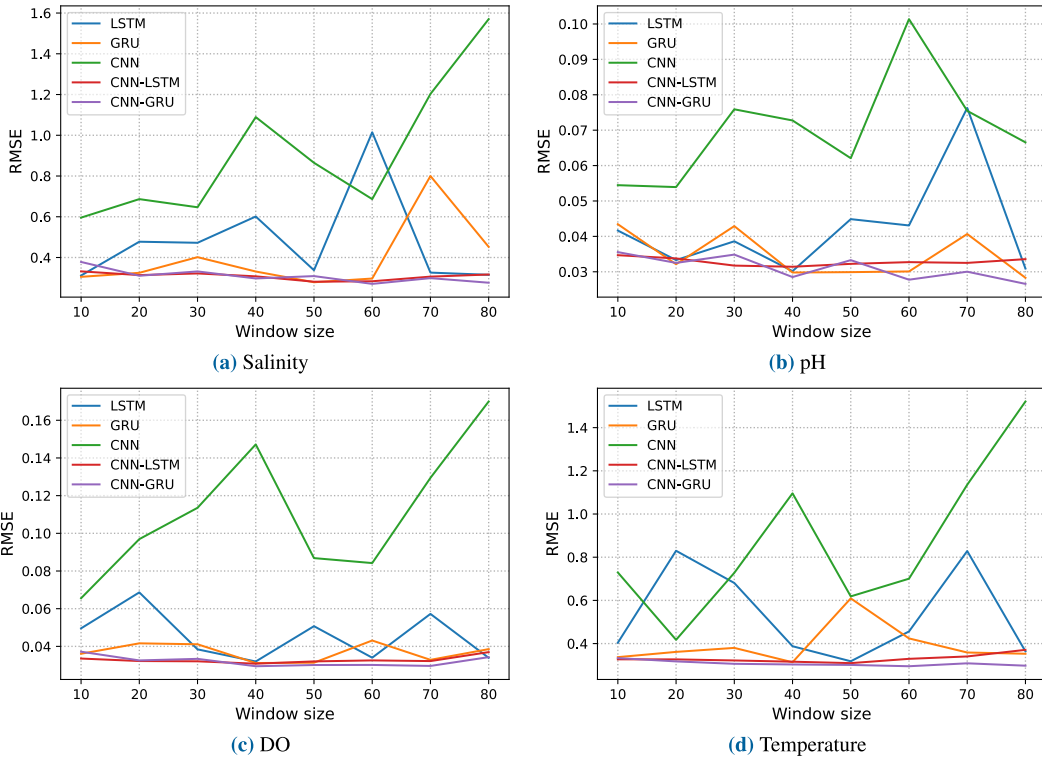 1.6
1.4
1.2
1.0
0.8
0.6
0.4
RMSE
LSTM
GRU
CNN
CNN-LSTM
CNN-GRU
10 20 30 40 50 60 70 80
Window size
(a) Salinity
0.10
0.09
0.08
0.07
0.06
0.05
0.04
0.03
RMSE
LSTM
GRU
CNN
CNN-LSTM
CNN-GRU
10 20 30 40 50 60 70 80
Window size
(b) pH
0.16
0.14
0.12
0.10
0.08
0.06
0.04
RMSE
LSTM
GRU
CNN
CNN-LSTM
CNN-GRU
10 20 30 40 50 60 70 80
Window size
(c) DO
1.4
1.2
1.0
0.8
0.6
0.4
RMSE
LSTM
GRU
CNN
CNN-LSTM
CNN-GRU
10 20 30 40 50 60 70 80
Window size
(d) Temperature